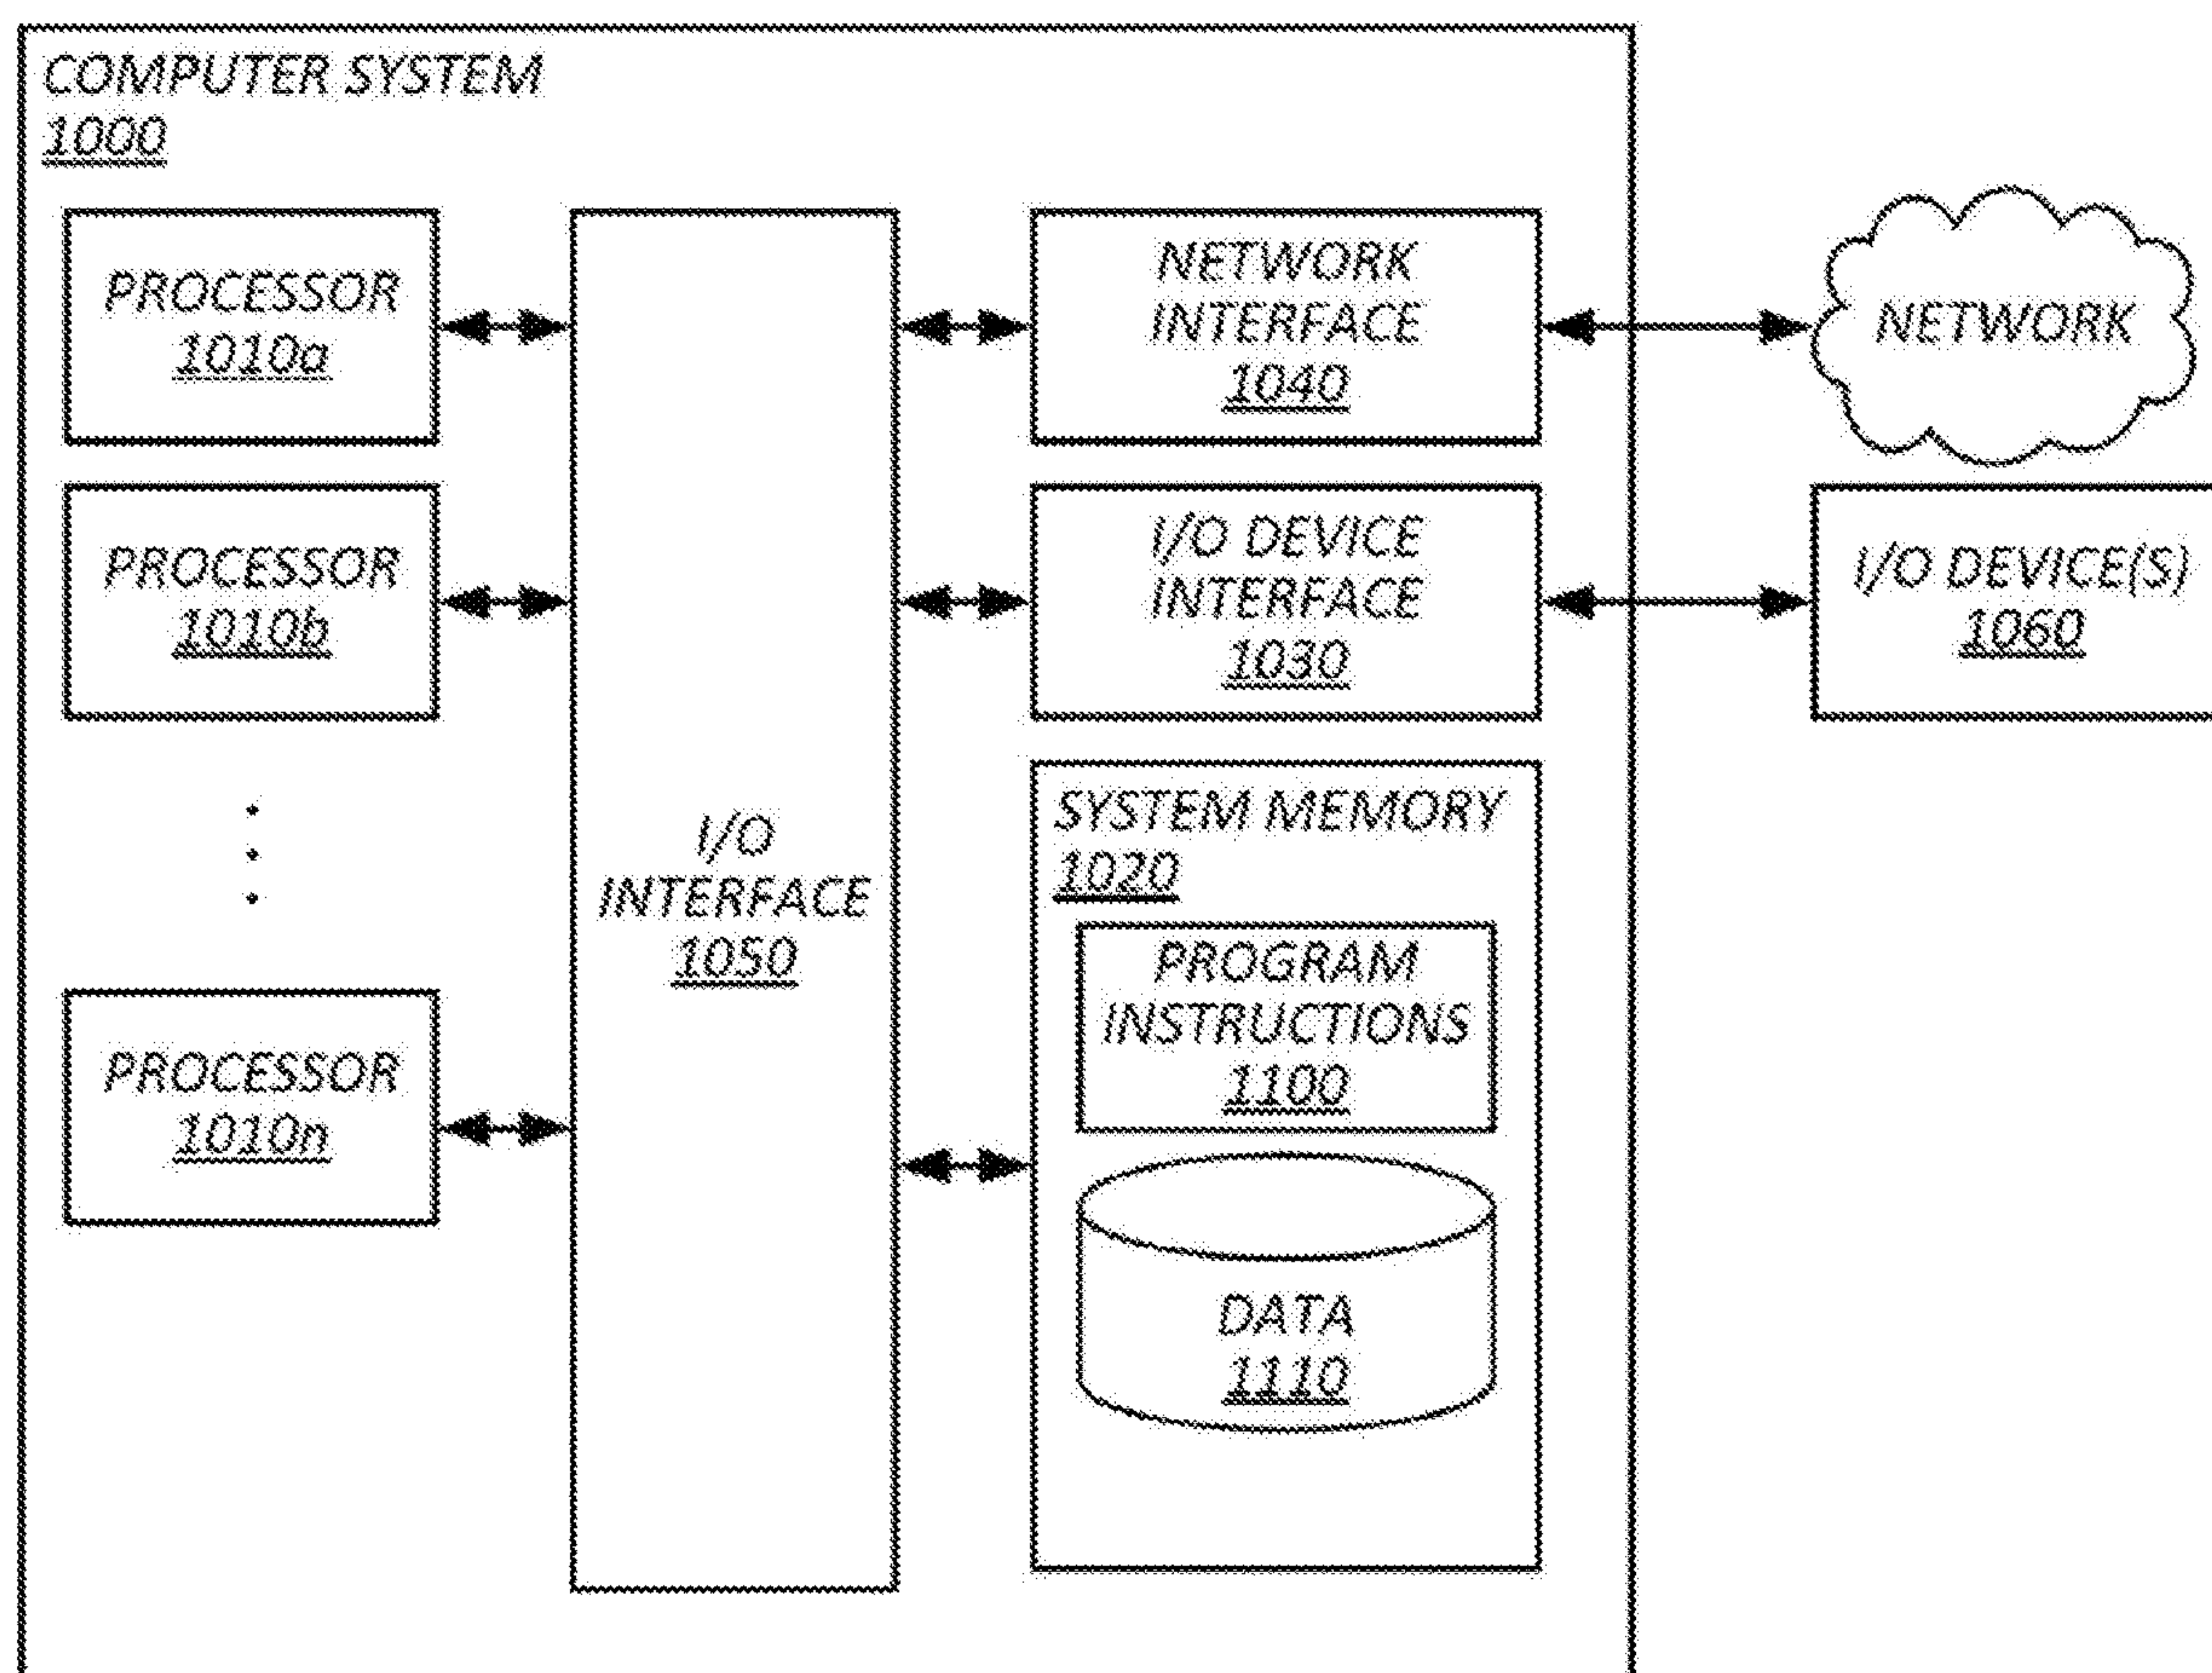 COMPUTER SYSTEM
1000
PROCESSOR
1010a
PROCESSOR
1010b
PROCESSOR
1010n
I/O
INTERFACE
1050
NETWORK
INTERFACE
1040
I/O DEVICE
INTERFACE
1030
SYSTEM MEMORY
1020
PROGRAM
INSTRUCTIONS
1100
DATA
1110
NETWORK
I/O DEVICE(S)
1060